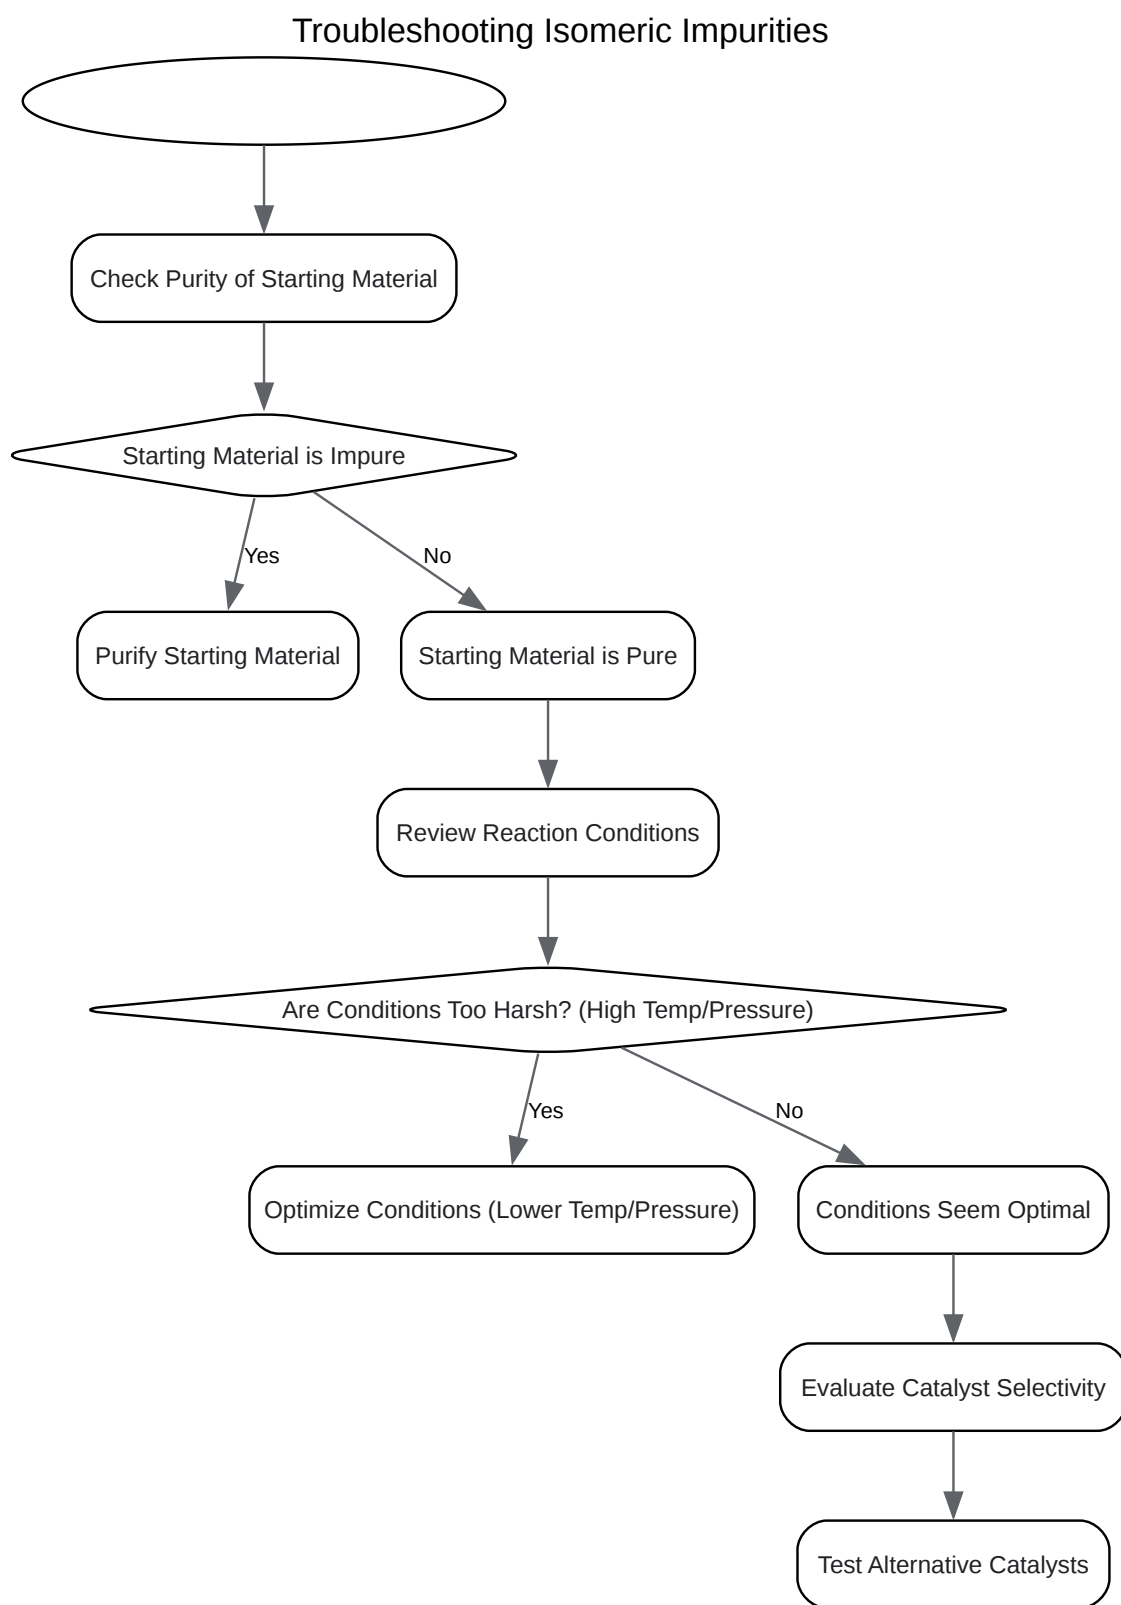 Troubleshooting Isomeric Impurities
Check Purity of Starting Material
Starting Material is Impure
Yes
No
Purify Starting Material
Starting Material is Pure
Review Reaction Conditions
Are Conditions Too Harsh? (High Temp/Pressure)
Yes
No
Optimize Conditions (Lower Temp/Pressure)
Conditions Seem Optimal
Evaluate Catalyst Selectivity
Test Alternative Catalysts